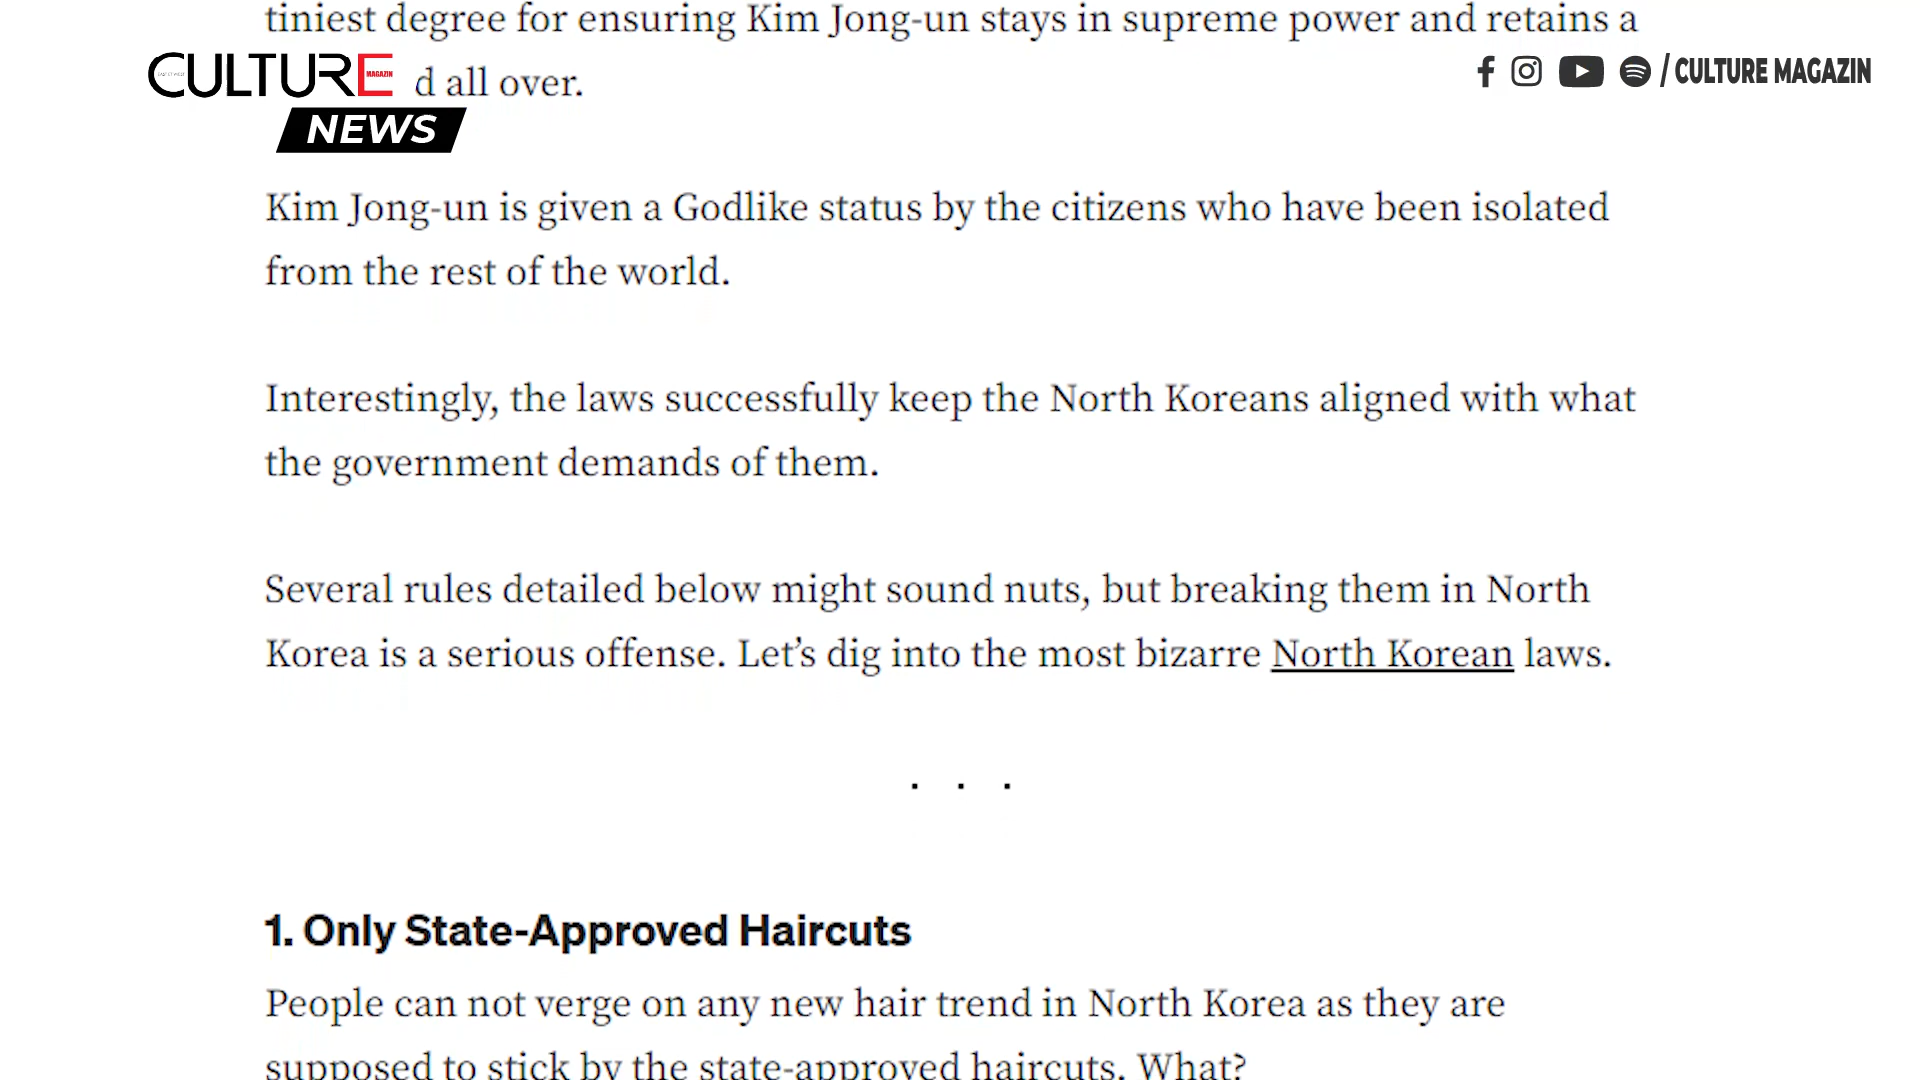 tiniest degree for ensuring Kim Jong-un stays in supreme power and retains a
CULTURE
MAGAZIN
d all over.
/ CULTURE MAGAZIN
NEWS
Kim Jong-un is given a Godlike status by the citizens who have been isolated
from the rest of the world.
Interestingly, the laws successfully keep the North Koreans aligned with what
the government demands of them.
Several rules detailed below might sound nuts, but breaking them in North
Korea is a serious offense. Let’s dig into the most bizarre North Korean laws.
. . .
1. Only State-Approved Haircuts
People can not verge on any new hair trend in North Korea as they are
supposed to stick by the state-approved haircuts. What?